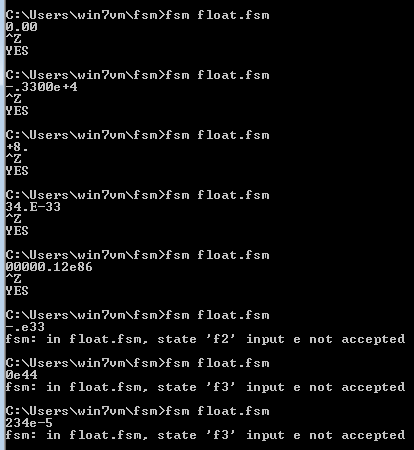 C:\Users\win7vm\fsm>fsm float.fsm
0.00
^Z
YES
C:\Users\win7vm\fsm>fsm float.fsm
-.3300e+4
^Z
YES
C:\Users\win7vm\fsm>fsm float.fsm
+8.
^Z
YES
C:\Users\win7vm\fsm>fsm float.fsm
34.E-33
^Z
YES
C:\Users\win7vm\fsm>fsm float.fsm
00000.12e86
^Z
YES
C:\Users\win7vm\fsm>fsm float.fsm
-.e33
fsm: in float.fsm, state 'f2' input e not accepted
C:\Users\win7vm\fsm>fsm float.fsm
0e44
fsm: in float.fsm, state 'f3' input e not accepted
C:\Users\win7vm\fsm>fsm float.fsm
234e-5
fsm: in float.fsm, state 'f3' input e not accepted